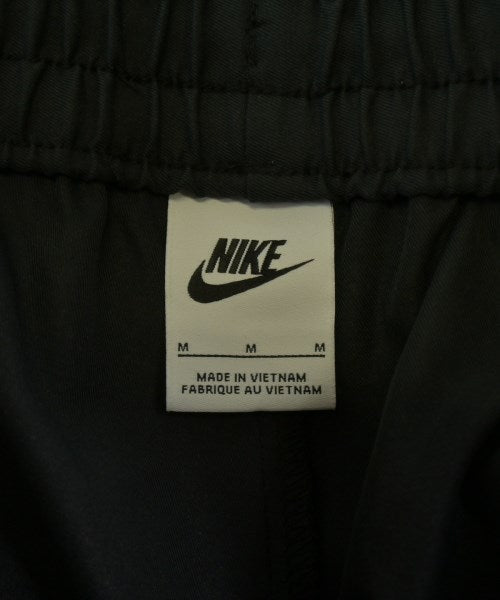 NIKE
M M M
MADE IN VIETNAM
FABRIQUE AU VIETNAM